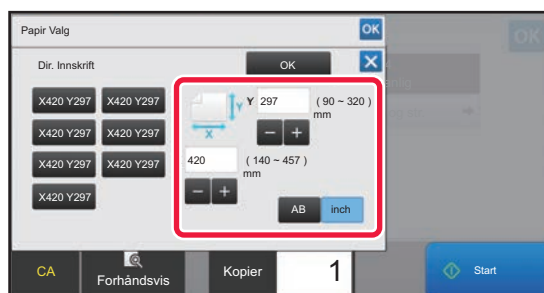 Papir Valg
OK
OK
Dir. Innskrift
OK
X420 Y297
X420 Y297
Y 297
( 90 ~ 320 )
mm
Y
X
X420 Y297
X420 Y297
X420 Y297
X420 Y297
420
( 140 ~ 457 )
mm
X420 Y297
AB
inch
CA
Forhåndsvis
Kopier
1
Start